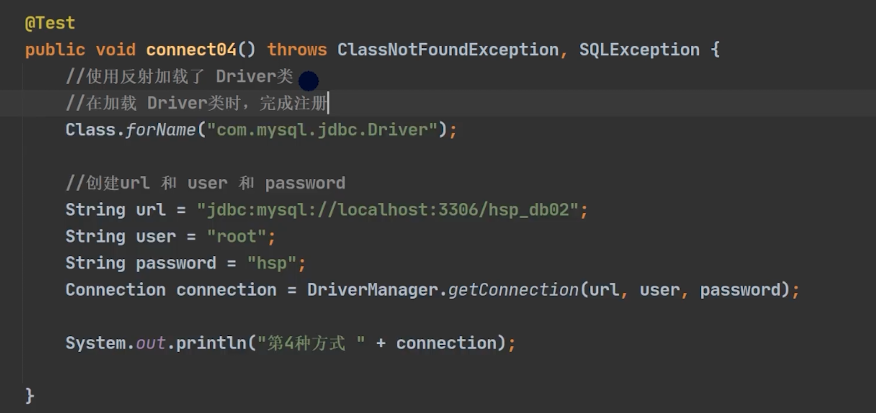 @Test
public void connect04() throws ClassNotFoundException, SQLException {
//使用反射加载了 Driver类
//在加载 Driver类时，完成注册
Class.forName("com.mysql.jdbc.Driver");
//创建url 和 user 和 password
String url = "jdbc:mysql://localhost:3306/hsp_db02";
String user = "root";
String password = "hsp";
Connection connection = DriverManager.getConnection(url, user, password);
System.out.println("第4种方式 " + connection);
}